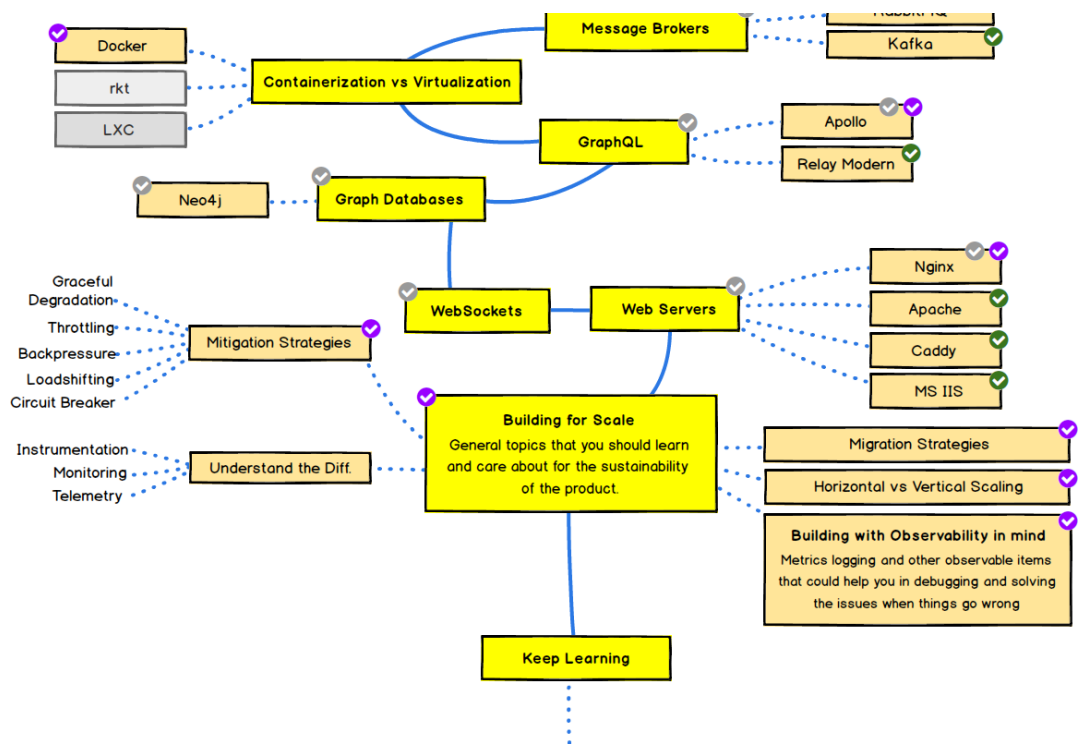 Message Brokers
RabbitMQ
Kafka
Docker
rkt
LXC
Containerization vs Virtualization
GraphQL
Apollo
Relay Modern
Neo4j
Graph Databases
WebSockets
Web Servers
Nginx
Apache
Caddy
MS IIS
Graceful
Degradation
Throttling
Backpressure
Loadshifting
Circuit Breaker
Mitigation Strategies
Instrumentation
Monitoring
Telemetry
Understand the Diff.
Building for Scale
General topics that you should learn
and care about for the sustainability
of the product.
Migration Strategies
Horizontal vs Vertical Scaling
Building with Observability in mind
Metrics logging and other observable items
that could help you in debugging and solving
the issues when things go wrong
Keep Learning